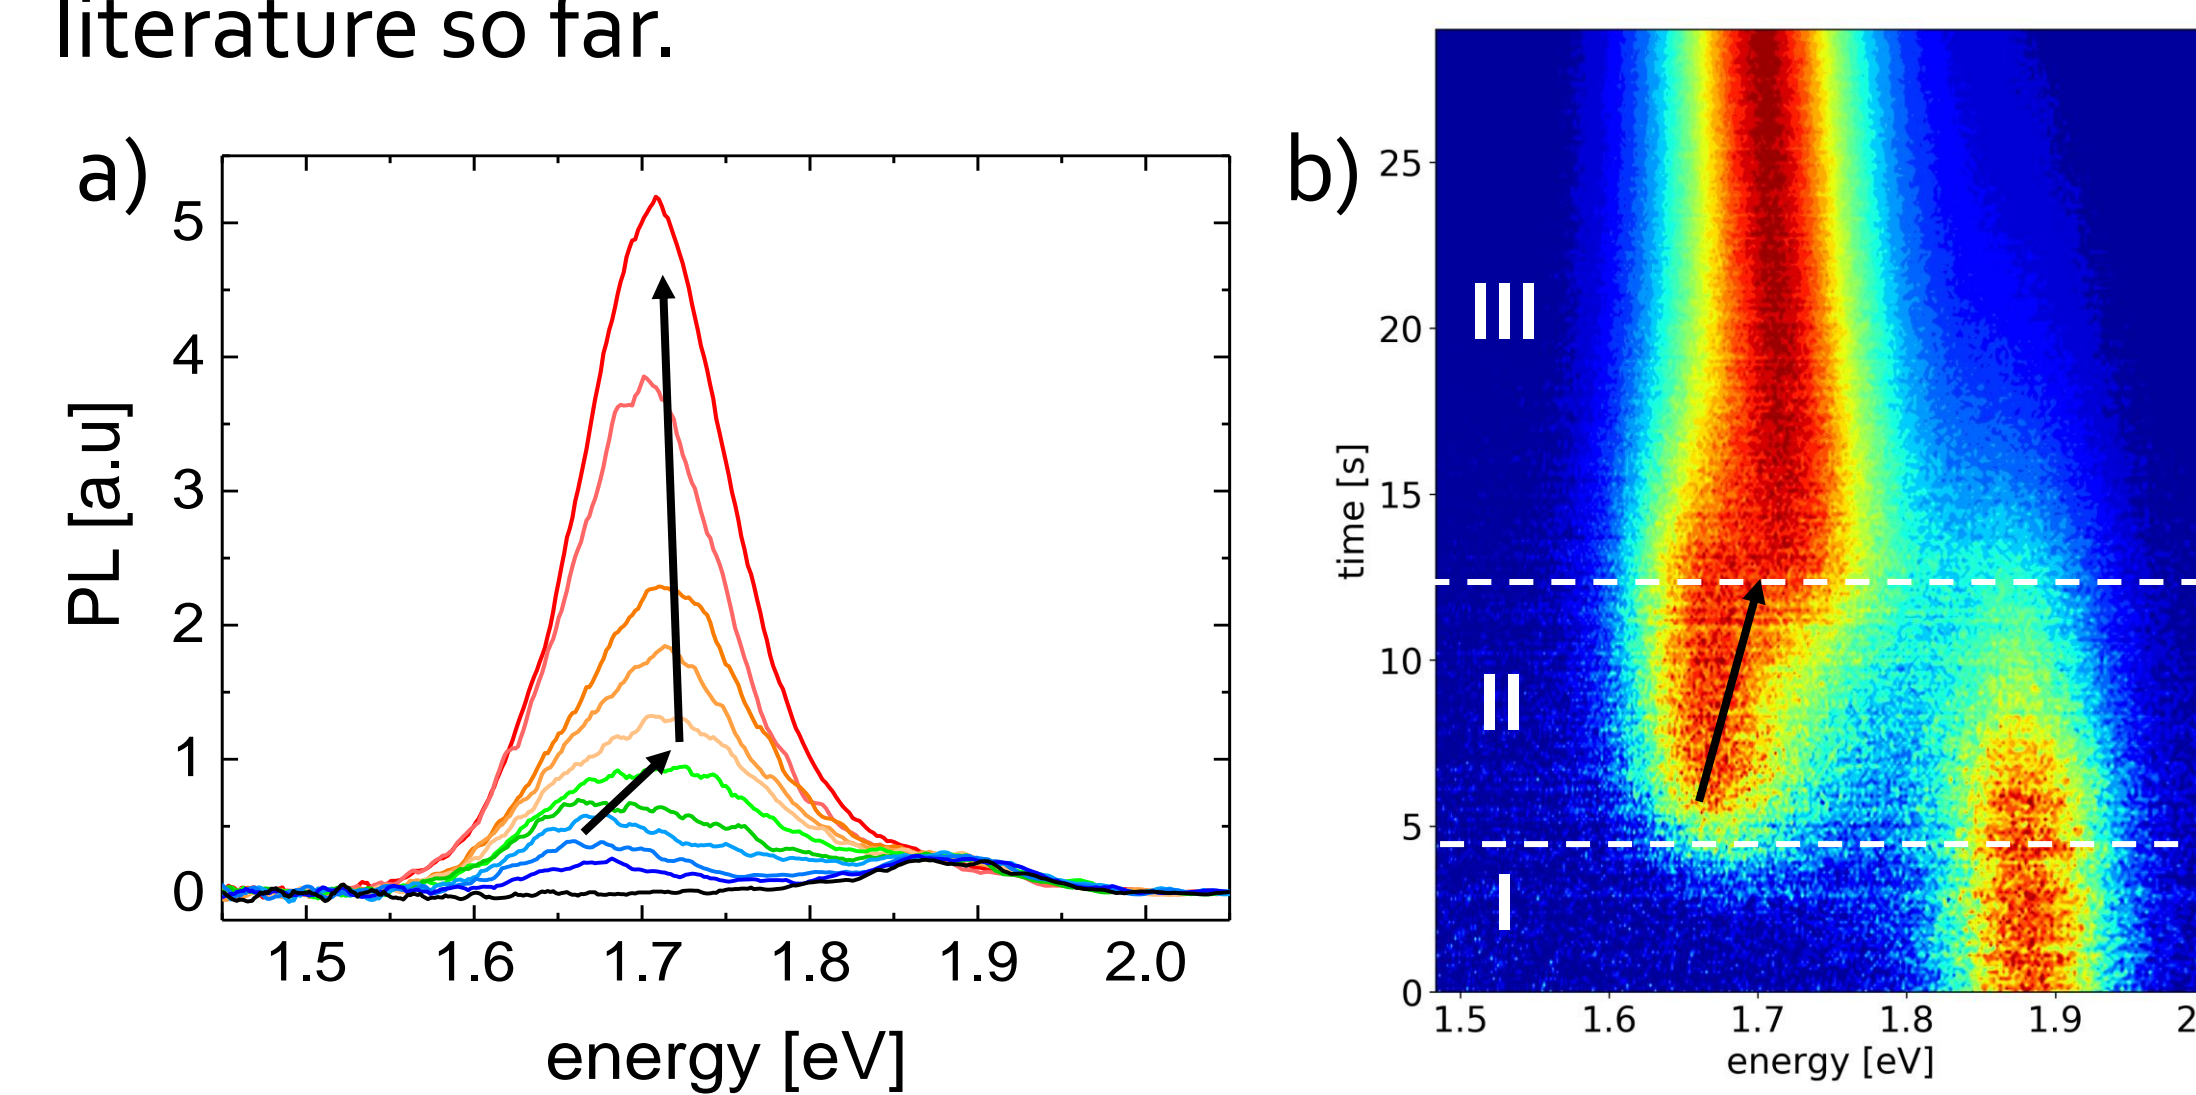 literature so far.
a)
5
4
3
2
1
0
PL [a.u]
1.5 1.6 1.7 1.8 1.9 2.0
energy [eV]
b)
25
20
15
10
5
0
time [s]
III
II
I
1.5 1.6 1.7 1.8 1.9 2
energy [eV]